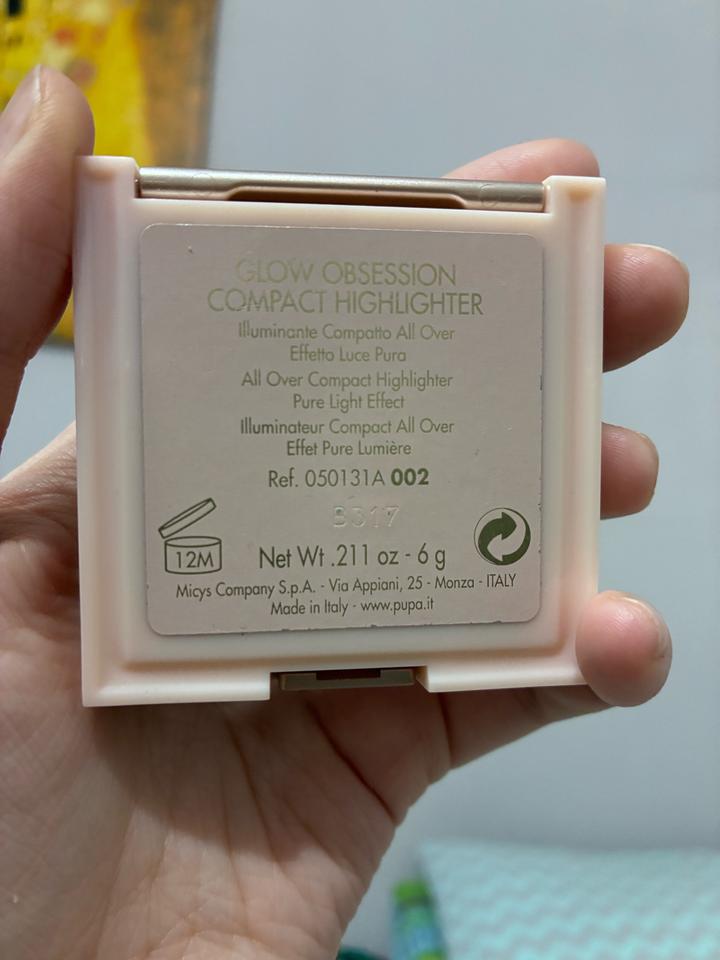 GLOW OBSESSION
COMPACT HIGHLIGHTER
Illuminante Compatto All Over
Effetto Luce Pura
All Over Compact Highlighter
Pure Light Effect
Illuminateur Compact All Over
Effet Pure Lumière
Ref. 050131A 002
B317
12M
Net Wt .211 oz - 6 g
Micys Company S.p.A. - Via Appiani, 25 - Monza - ITALY
Made in Italy - www.pupa.it